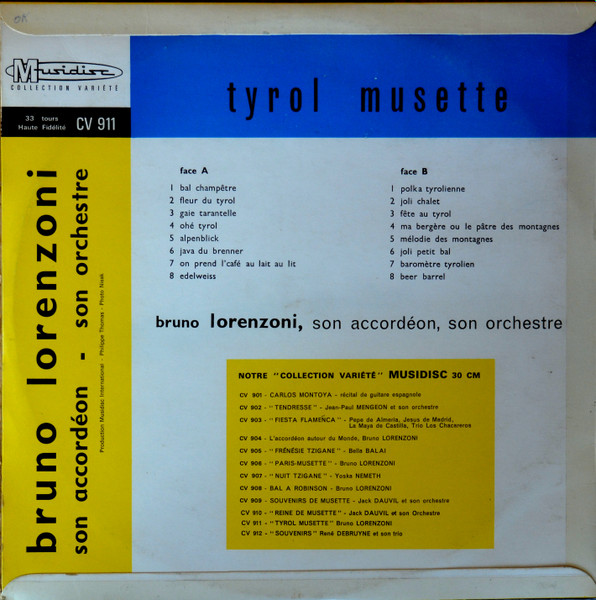 Musidisc
COLLECTION VARIÉTÉ
33 tours
Haute Fidélité CV 911
tyrol musette
bruno lorenzoni
son accordéon - son orchestre
Production Musidisc International - Philippe Thomas - Photo Nisak
face A
1 bal champêtre
2 fleur du tyrol
3 gaie tarantelle
4 ohé tyrol
5 alpenblick
6 java du brenner
7 on prend l'café au lait au lit
8 edelweiss
face B
1 polka tyrolienne
2 joli chalet
3 fête au tyrol
4 ma bergère ou le pâtre des montagnes
5 mélodie des montagnes
6 joli petit bal
7 baromètre tyrolien
8 beer barrel
bruno lorenzoni, son accordéon, son orchestre
NOTRE "COLLECTION VARIÉTÉ" MUSIDISC 30 CM
CV 901 - CARLOS MONTOYA - récital de guitare espagnole
CV 902 - "TENDRESSE" - Jean-Paul MENGEON et son orchestre
CV 903 - "FIESTA FLAMEÑCA" - Pepe de Almeria, Jesus de Madrid,
La Maya de Castilla, Trio Los Chacareros
CV 904 - L'accordéon autour du Monde, Bruno LORENZONI
CV 905 - "FRÉNÉSIE TZIGANE" - Bella BALAI
CV 906 - "PARIS-MUSETTE" - Bruno LORENZONI
CV 907 - "NUIT TZIGANE" - Yoska NEMETH
CV 908 - BAL A ROBINSON - Bruno LORENZONI
CV 909 - SOUVENIRS DE MUSETTE - Jack DAUVIL et son orchestre
CV 910 - "REINE DE MUSETTE" - Jack DAUVIL et son Orchestre
CV 911 - "TYROL MUSETTE" Bruno LORENZONI
CV 912 - "SOUVENIRS" René DEBRUYNE et son trio